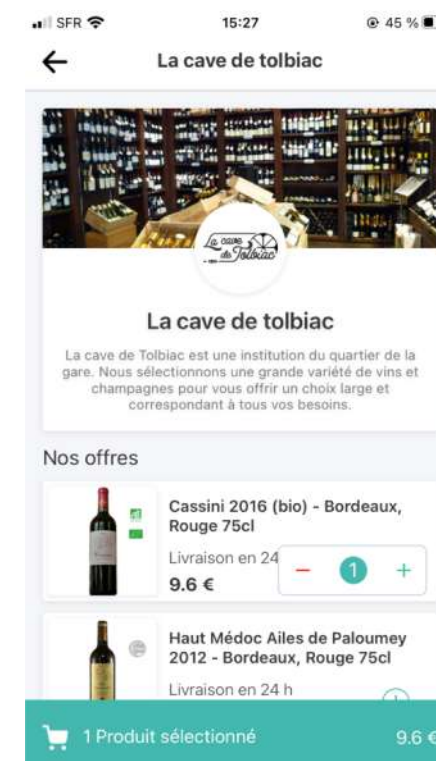 SFR 15:27 45 %
La cave de tolbiac
La cave
de Tolbiac
La cave de tolbiac
La cave de Tolbiac est une institution du quartier de la
gare. Nous sélectionnons une grande variété de vins et
champagnes pour vous offrir un choix large et
correspondant à tous vos besoins.
Nos offres
Cassini 2016 (bio) - Bordeaux,
Rouge 75cl
Livraison en 24
9.6 €
− 1 +
Haut Médoc Ailes de Paloumey
2012 - Bordeaux, Rouge 75cl
Livraison en 24 h
1 Produit sélectionné 9.6 €